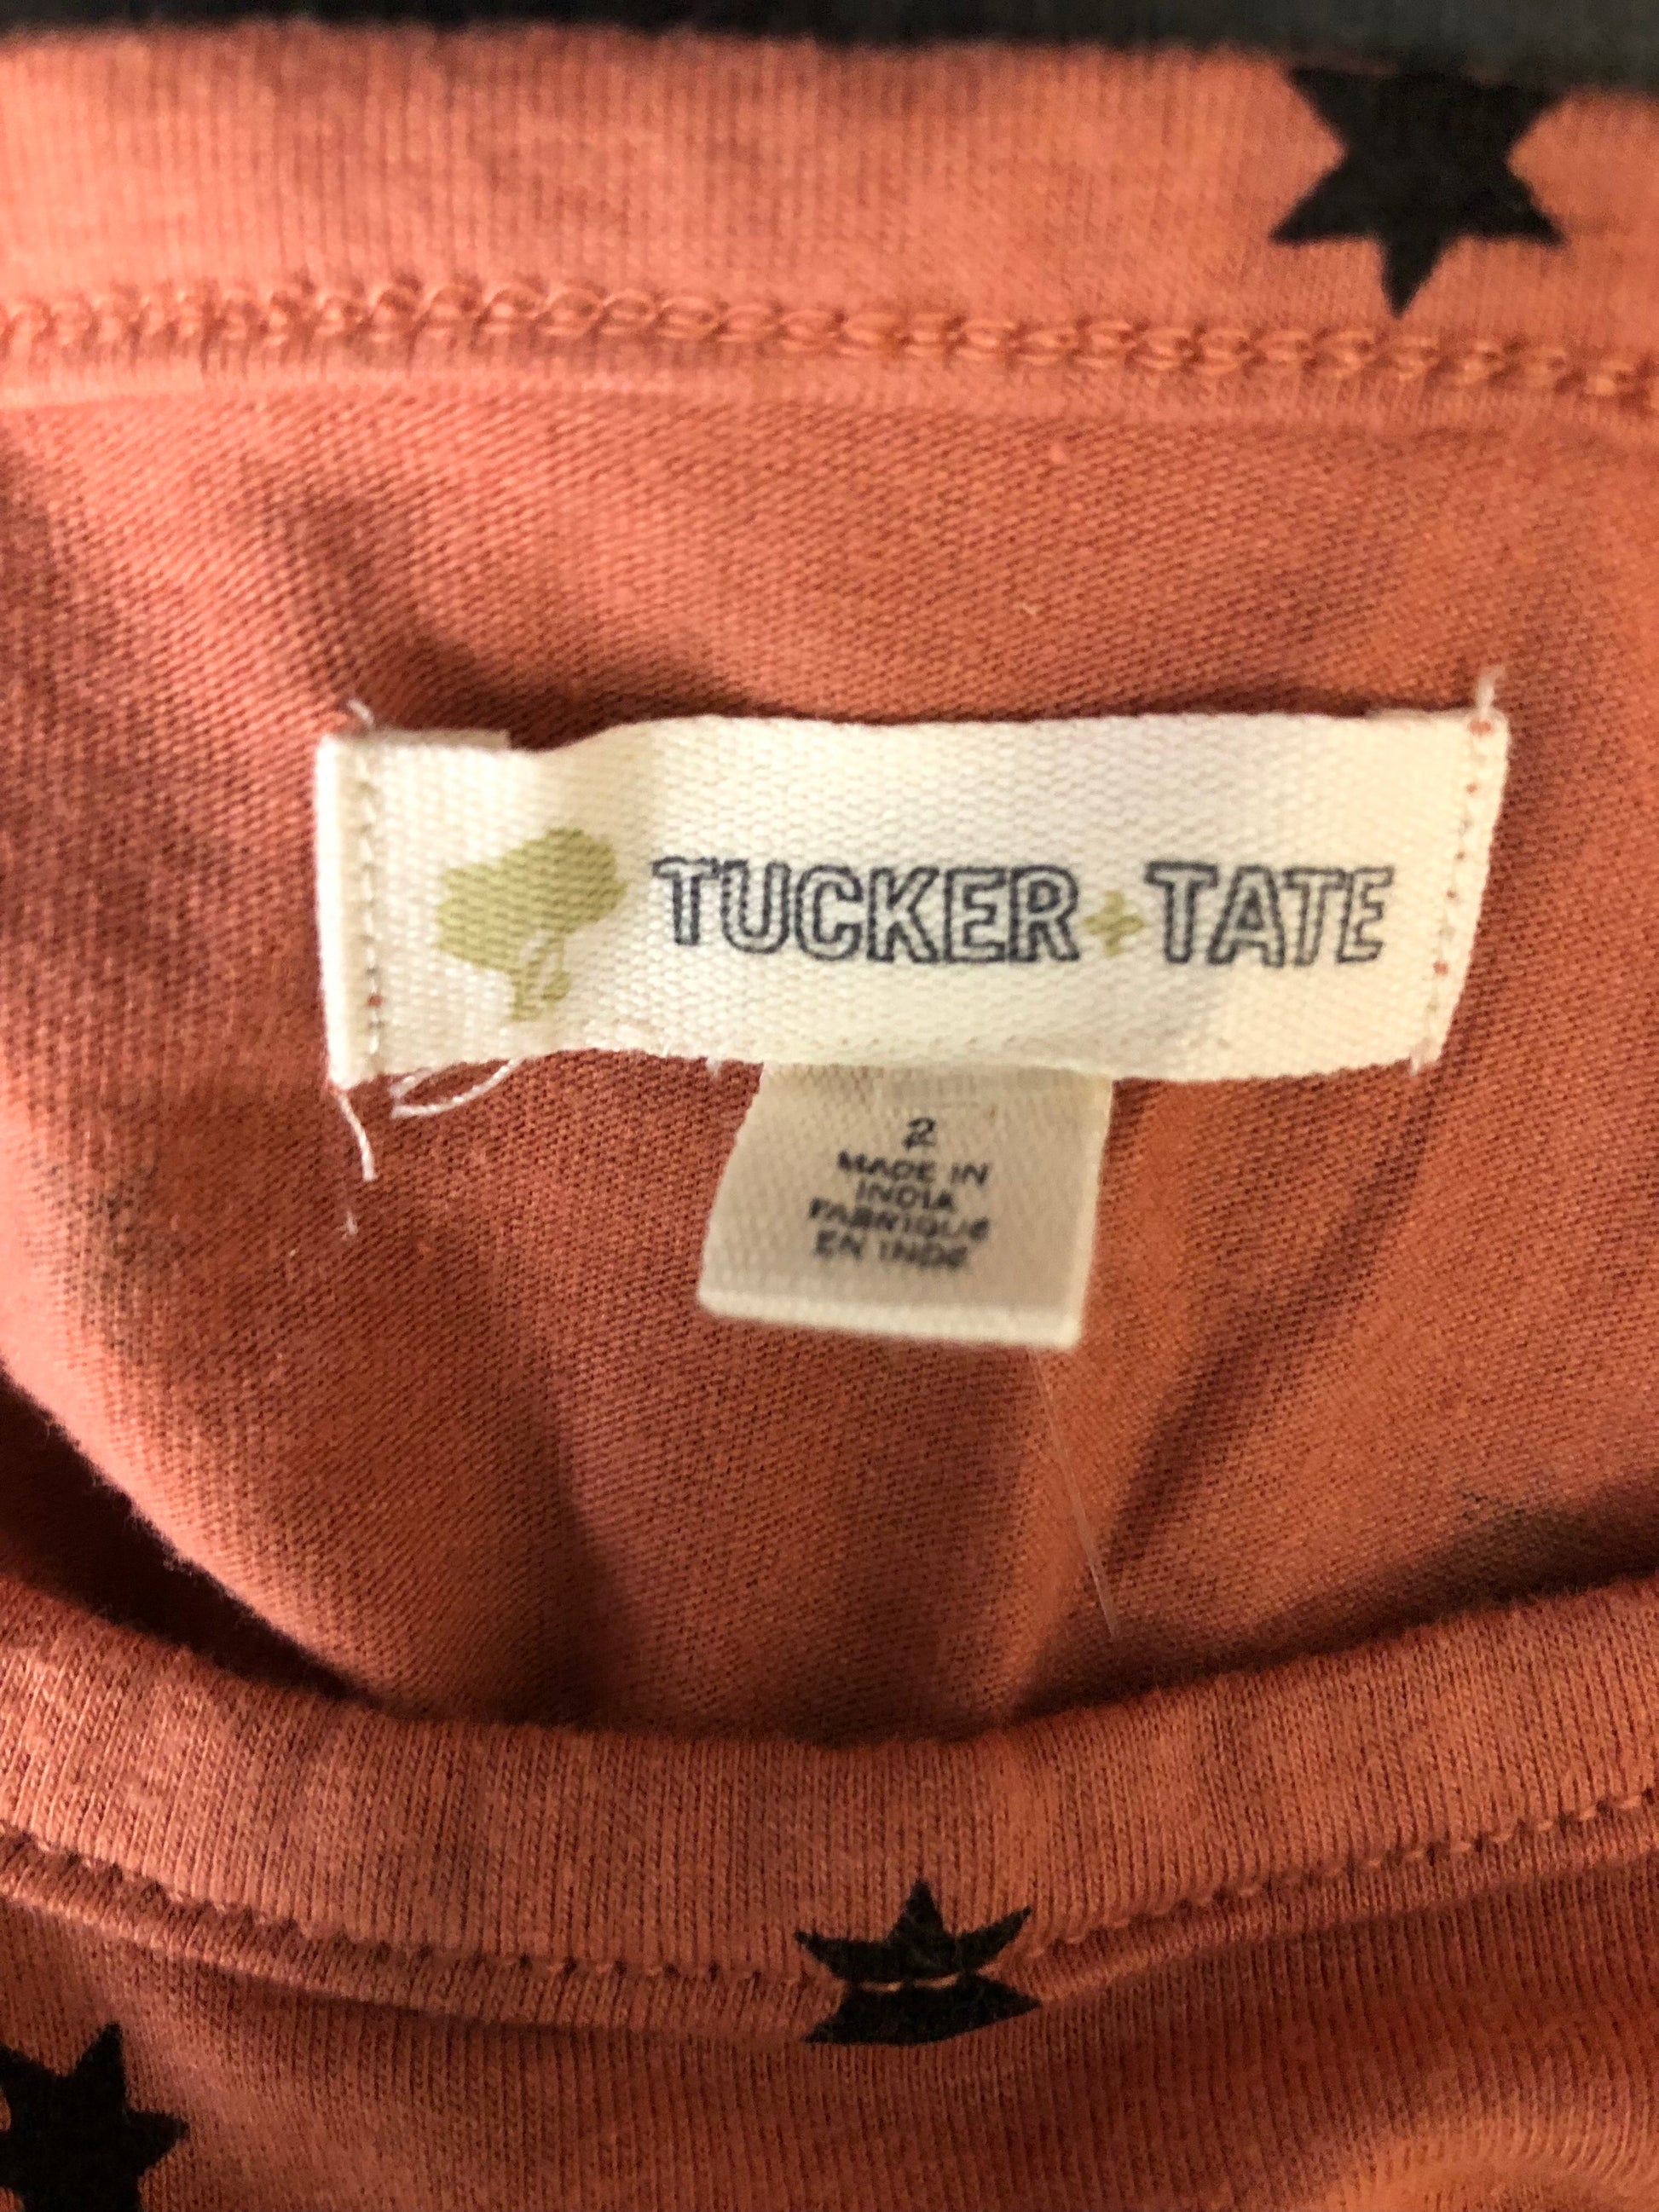 TUCKER+TATE
2
MADE IN
INDIA
FABRIQUÉ
EN INDE